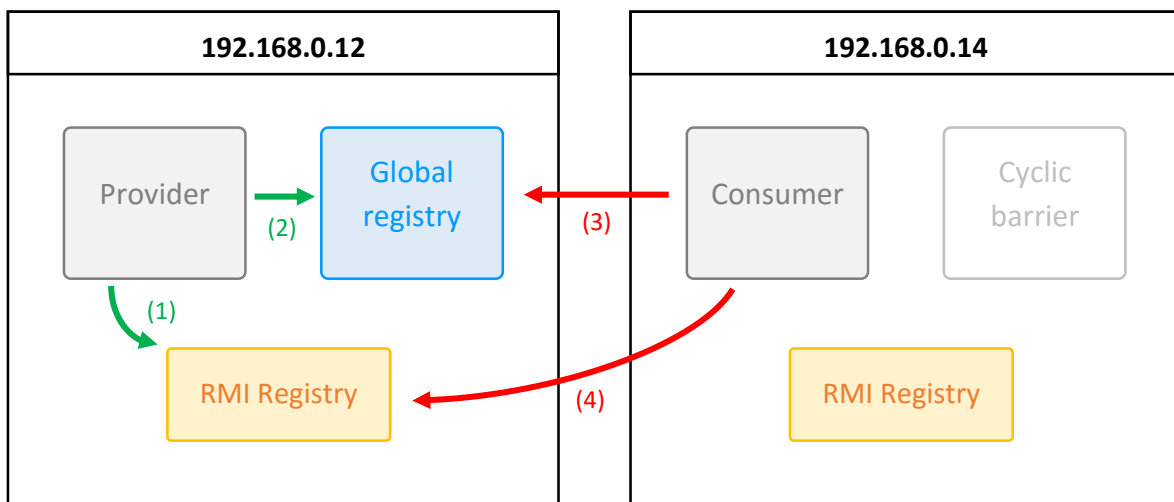 192.168.0.12
192.168.0.14
Provider
Global
registry
Consumer
Cyclic
barrier
(2)
(3)
(1)
RMI Registry
(4)
RMI Registry